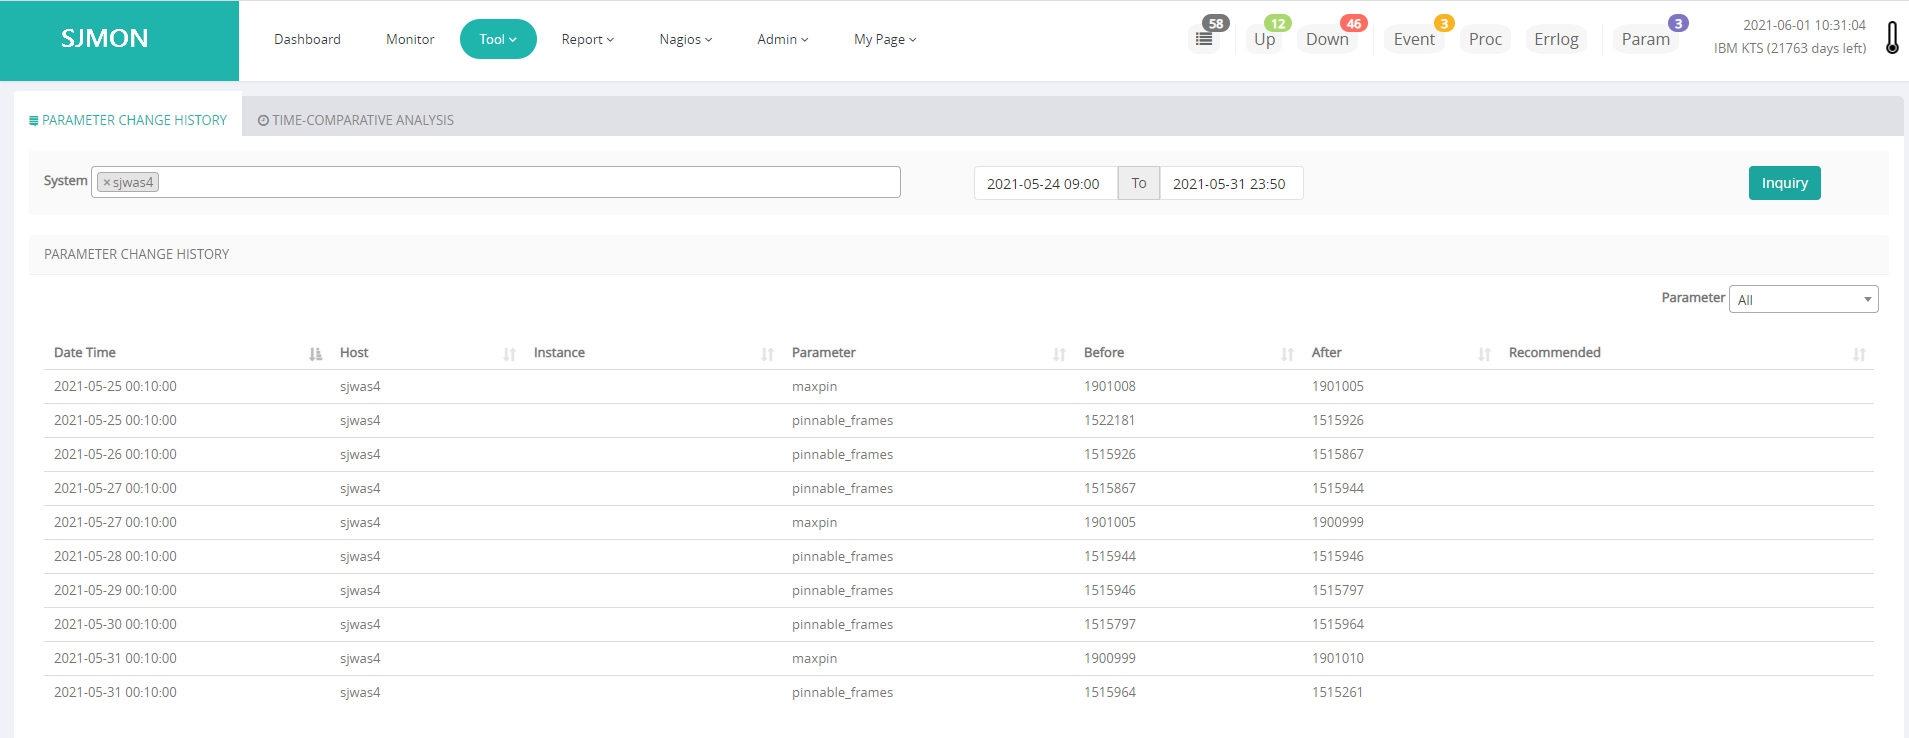 SJMON
Dashboard Monitor Tool Report Nagios Admin My Page
58 12 46 3 3
Up Down Event Proc Errlog Param
2021-06-01 10:31:04
IBM KTS (21763 days left)
PARAMETER CHANGE HISTORY TIME-COMPARATIVE ANALYSIS
System × sjwas4 2021-05-24 09:00 To 2021-05-31 23:50 Inquiry
PARAMETER CHANGE HISTORY
Parameter All
Date Time Host Instance Parameter Before After Recommended
2021-05-25 00:10:00 sjwas4 maxpin 1901008 1901005
2021-05-25 00:10:00 sjwas4 pinnable_frames 1522181 1515926
2021-05-26 00:10:00 sjwas4 pinnable_frames 1515926 1515867
2021-05-27 00:10:00 sjwas4 pinnable_frames 1515867 1515944
2021-05-27 00:10:00 sjwas4 maxpin 1901005 1900999
2021-05-28 00:10:00 sjwas4 pinnable_frames 1515944 1515946
2021-05-29 00:10:00 sjwas4 pinnable_frames 1515946 1515797
2021-05-30 00:10:00 sjwas4 pinnable_frames 1515797 1515964
2021-05-31 00:10:00 sjwas4 maxpin 1900999 1901010
2021-05-31 00:10:00 sjwas4 pinnable_frames 1515964 1515261